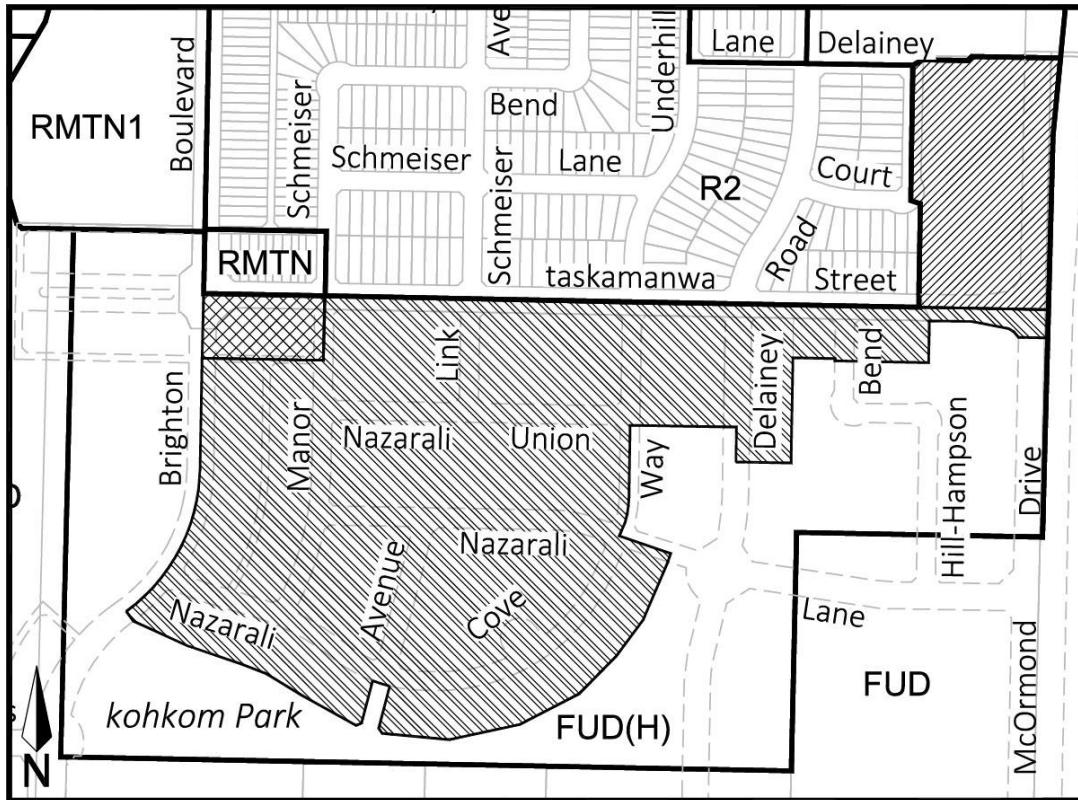 Lane
Delainey
Ave
Underhill
RMTN1
Boulevard
Schmeiser
Bend
Schmeiser
Lane
Court
R2
Schmeiser
Road
RMTN
taskamanwa
Street
Link
Delainey
Bend
Brighton
Manor
Nazarali
Union
Way
Hill-Hampson
Drive
Nazarali
Avenue
Cove
Nazarali
Lane
McOrmond
FUD
kohkom Park
FUD(H)
N